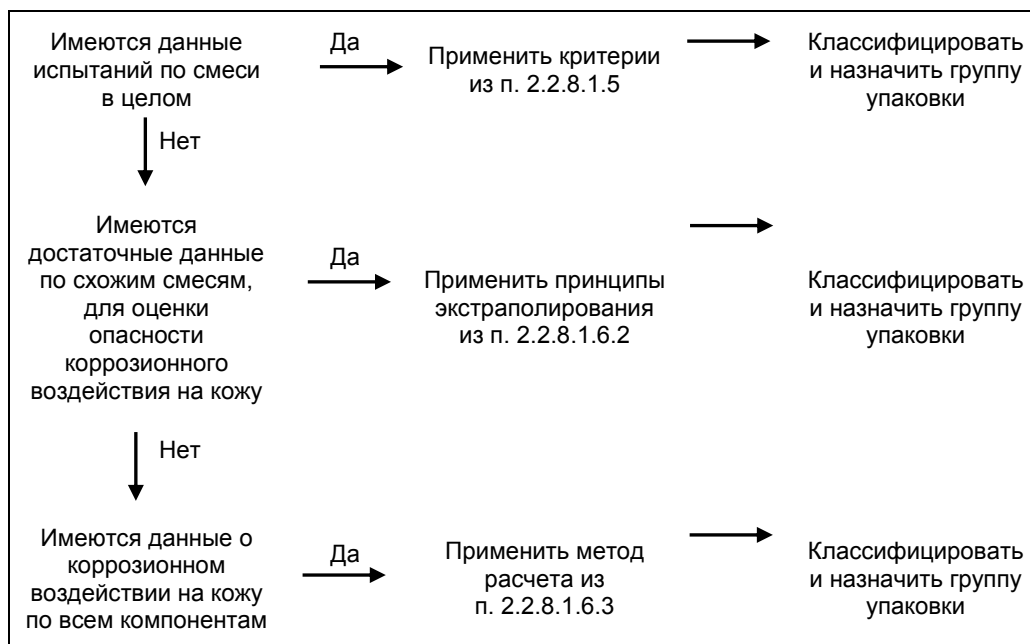 Имеются данные
испытаний по смеси
в целом
Да
Применить критерии
из п. 2.2.8.1.5
Классифицировать
и назначить группу
упаковки
Нет
Имеются
достаточные данные
по схожим смесям,
для оценки
опасности
коррозионного
воздействия на кожу
Да
Применить принципы
экстраполирования
из п. 2.2.8.1.6.2
Классифицировать
и назначить группу
упаковки
Нет
Имеются данные о
коррозионном
воздействии на кожу
по всем компонентам
Да
Применить метод
расчета из
п. 2.2.8.1.6.3
Классифицировать
и назначить группу
упаковки